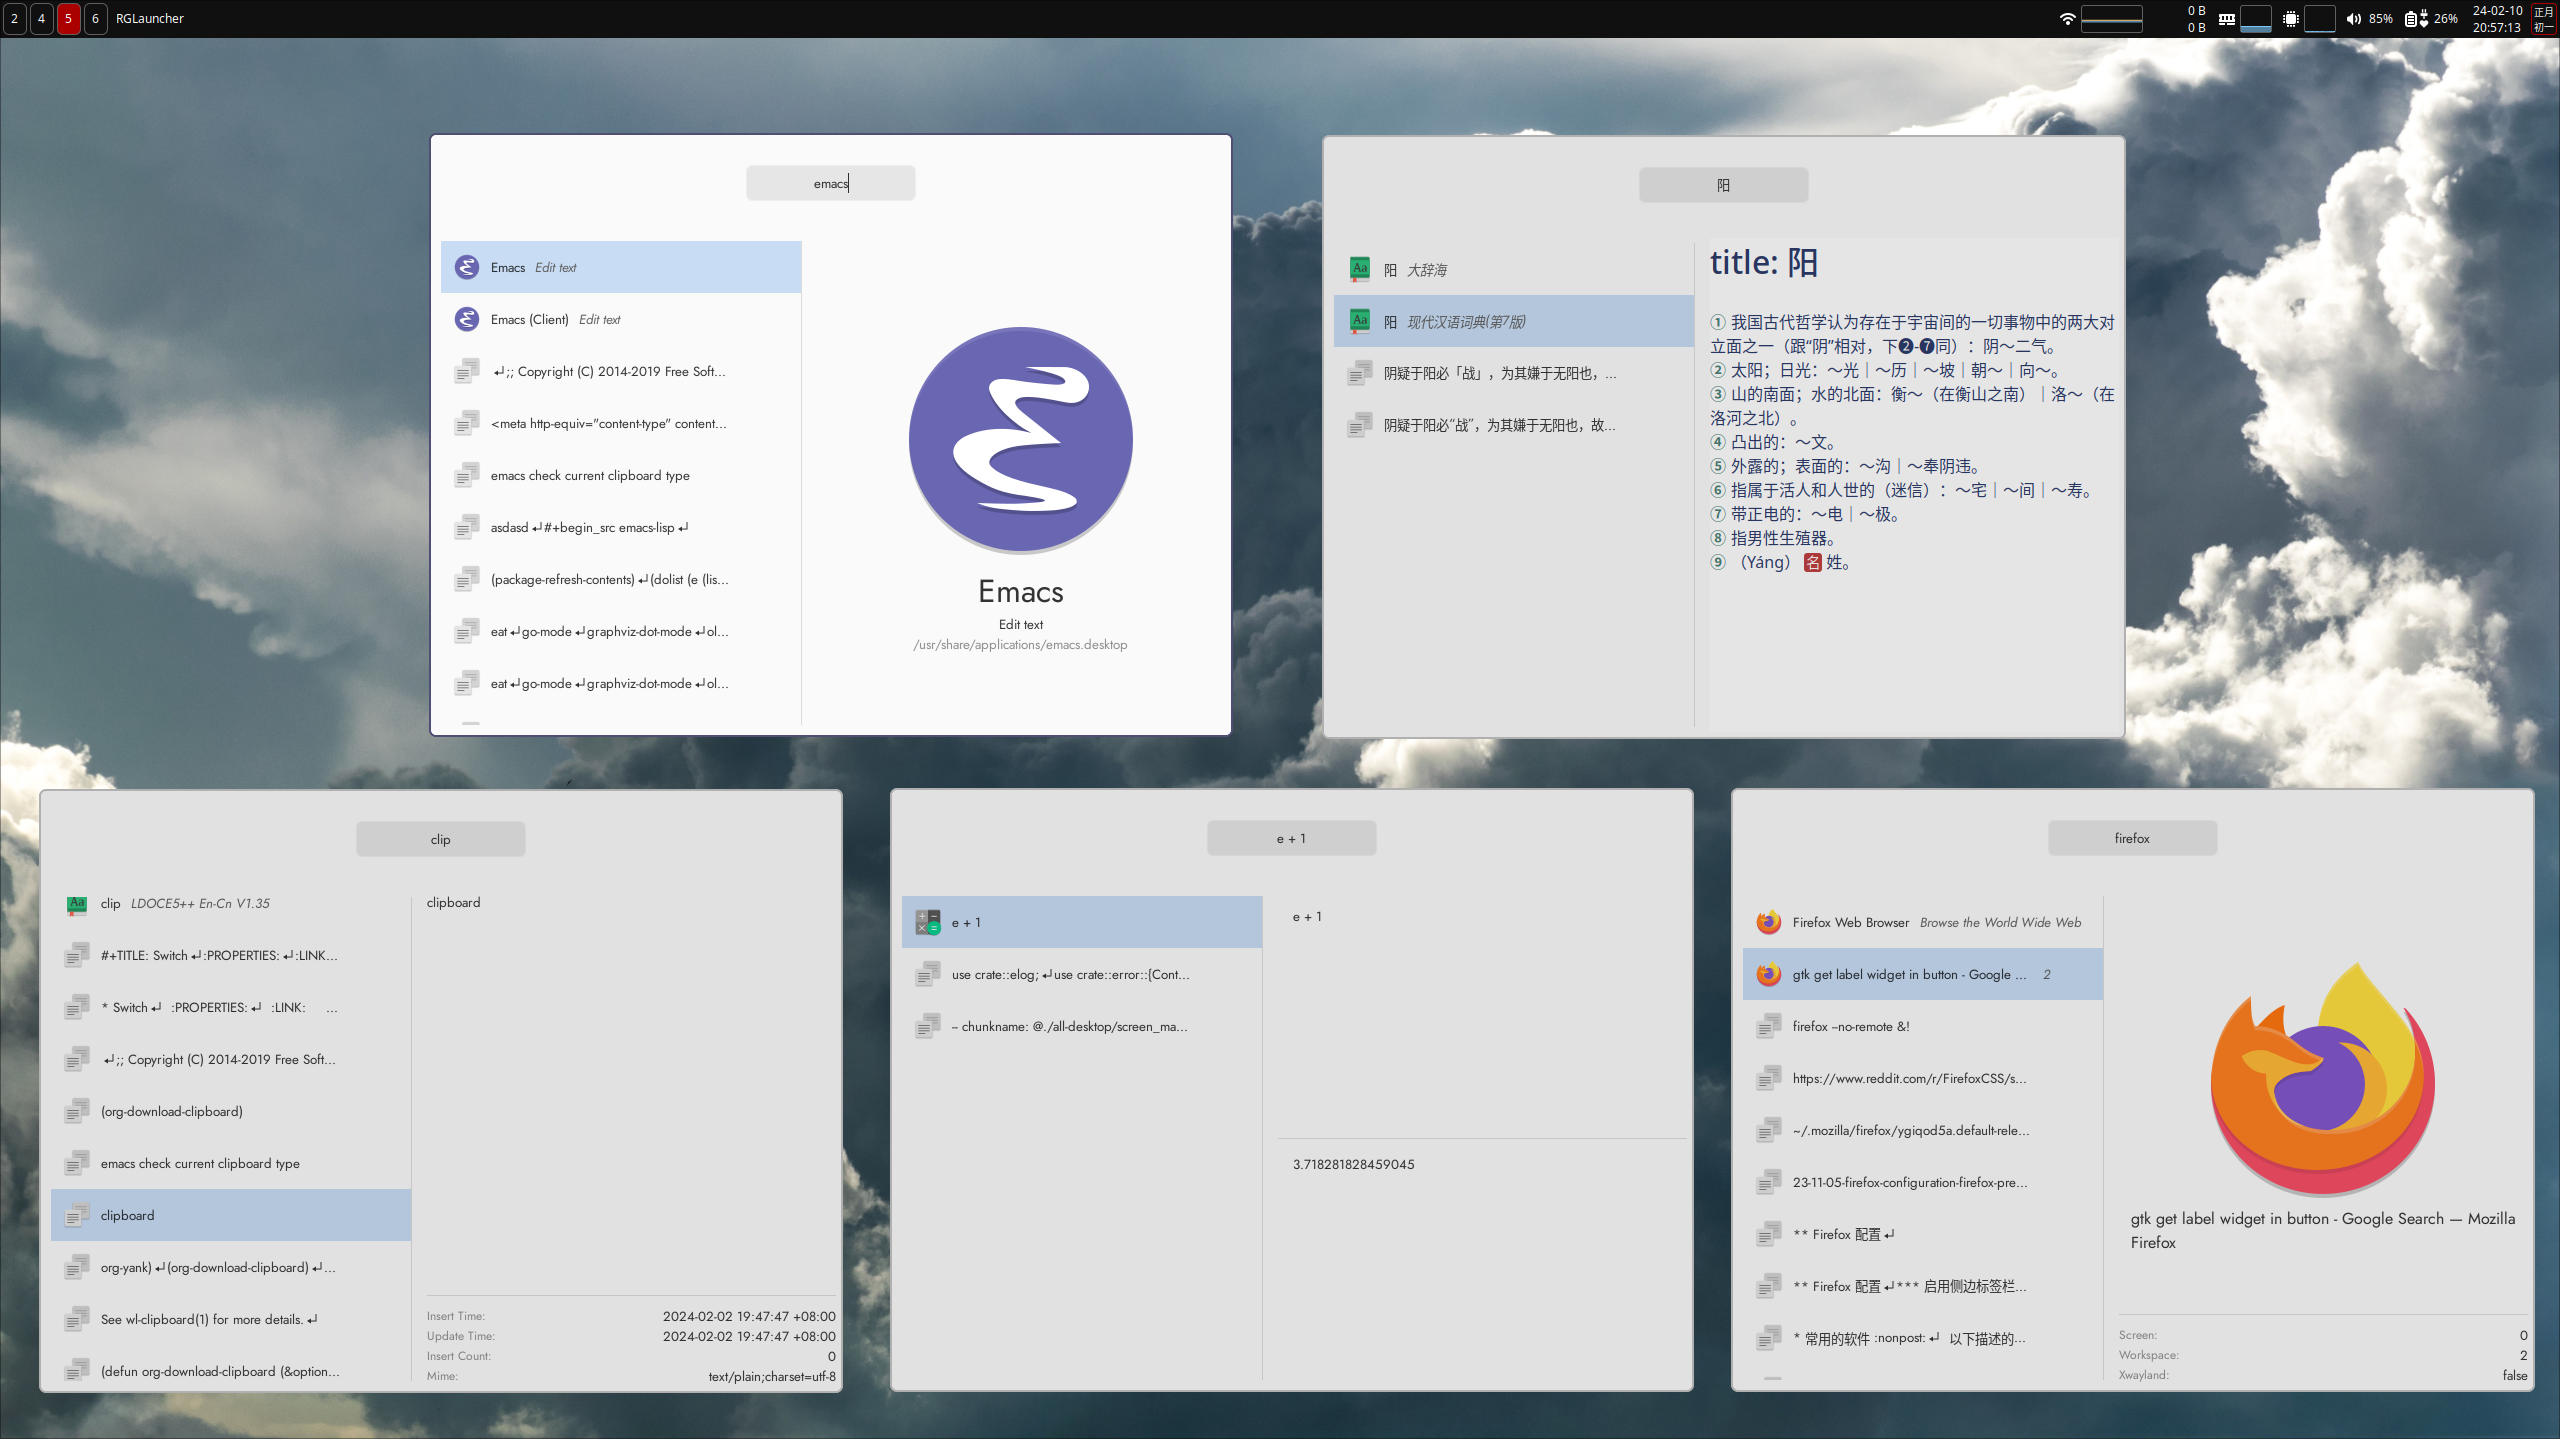 2 4 5 6 RGLauncher
0 B
0 B
85%
26%
24-02-10
20:57:13
正月
初一
emacs
Emacs Edit text
Emacs (Client) Edit text
↵;; Copyright (C) 2014-2019 Free Soft...
<meta http-equiv="content-type" content...
emacs check current clipboard type
asdasd ↵#+begin_src emacs-lisp ↵
(package-refresh-contents) ↵(dolist (e (lis...
eat ↵go-mode ↵graphviz-dot-mode ↵ol...
eat ↵go-mode ↵graphviz-dot-mode ↵ol...
Emacs
Edit text
/usr/share/applications/emacs.desktop
阳
Aa 阳 大辞海
Aa 阳 现代汉语词典(第7版)
阴疑于阳必「战」，为其嫌于无阳也，...
阴疑于阳必“战”，为其嫌于无阳也，故...
title: 阳
① 我国古代哲学认为存在于宇宙间的一切事物中的两大对
立面之一（跟“阴”相对，下❷-❼同）：阴～二气。
② 太阳；日光：～光｜～历｜～坡｜朝～｜向～。
③ 山的南面；水的北面：衡～（在衡山之南）｜洛～（在
洛河之北）。
④ 凸出的：～文。
⑤ 外露的；表面的：～沟｜～奉阴违。
⑥ 指属于活人和人世的（迷信）：～宅｜～间｜～寿。
⑦ 带正电的：～电｜～极。
⑧ 指男性生殖器。
⑨ （Yáng） 名 姓。
clip
Aa clip LDOCE5++ En-Cn V1.35
#+TITLE: Switch ↵:PROPERTIES: ↵:LINK...
* Switch ↵ :PROPERTIES: ↵ :LINK: ...
↵;; Copyright (C) 2014-2019 Free Soft...
(org-download-clipboard)
emacs check current clipboard type
clipboard
org-yank) ↵(org-download-clipboard) ↵...
See wl-clipboard(1) for more details. ↵
(defun org-download-clipboard (&option...
clipboard
Insert Time: 2024-02-02 19:47:47 +08:00
Update Time: 2024-02-02 19:47:47 +08:00
Insert Count: 0
Mime: text/plain;charset=utf-8
e + 1
e + 1
use crate::elog; ↵use crate::error::{Cont...
-- chunkname: @./all-desktop/screen_ma...
e + 1
3.718281828459045
firefox
Firefox Web Browser Browse the World Wide Web
gtk get label widget in button - Google ... 2
firefox --no-remote &!
https://www.reddit.com/r/FirefoxCSS/s...
~/.mozilla/firefox/ygiqod5a.default-rele...
23-11-05-firefox-configuration-firefox-pre...
** Firefox 配置 ↵
** Firefox 配置 ↵*** 启用侧边标签栏...
* 常用的软件 :nonpost: ↵ 以下描述的...
gtk get label widget in button - Google Search — Mozilla
Firefox
Screen: 0
Workspace: 2
Xwayland: false